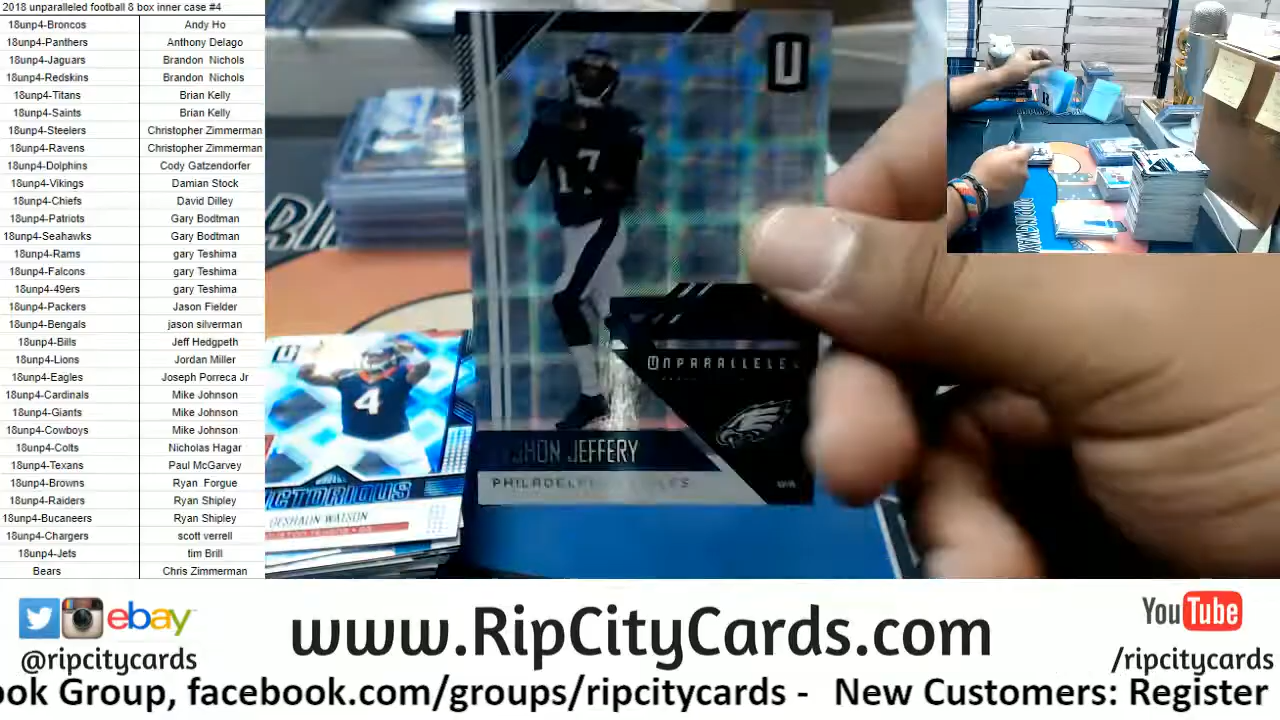 2018 unparalleled football 8 box inner case #4
18unp4-Broncos Andy Ho
18unp4-Panthers Anthony Delago
18unp4-Jaguars Brandon Nichols
18unp4-Redskins Brandon Nichols
18unp4-Titans Brian Kelly
18unp4-Saints Brian Kelly
18unp4-Steelers Christopher Zimmerman
18unp4-Ravens Christopher Zimmerman
18unp4-Dolphins Cody Gatzendorfer
18unp4-Vikings Damian Stock
18unp4-Chiefs David Dilley
18unp4-Patriots Gary Bodtman
18unp4-Seahawks Gary Bodtman
18unp4-Rams gary Teshima
18unp4-Falcons gary Teshima
18unp4-49ers gary Teshima
18unp4-Packers Jason Fielder
18unp4-Bengals jason silverman
18unp4-Bills Jeff Hedgpeth
18unp4-Lions Jordan Miller
18unp4-Eagles Joseph Porreca Jr
18unp4-Cardinals Mike Johnson
18unp4-Giants Mike Johnson
18unp4-Cowboys Mike Johnson
18unp4-Colts Nicholas Hagar
18unp4-Texans Paul McGarvey
18unp4-Browns Ryan Forgue
18unp4-Raiders Ryan Shipley
18unp4-Bucaneers Ryan Shipley
18unp4-Chargers scott verrell
18unp4-Jets tim Brill
Bears Chris Zimmerman
U
17
UNPARALLELED
JEFFERY
PHILADELPHIA EAGLES
WR
U
4
VICTORIOUS
DESHAUN WATSON
ebay
@ripcitycards
www.RipCityCards.com
YouTube
/ripcitycards
ook Group, facebook.com/groups/ripcitycards - New Customers: Register